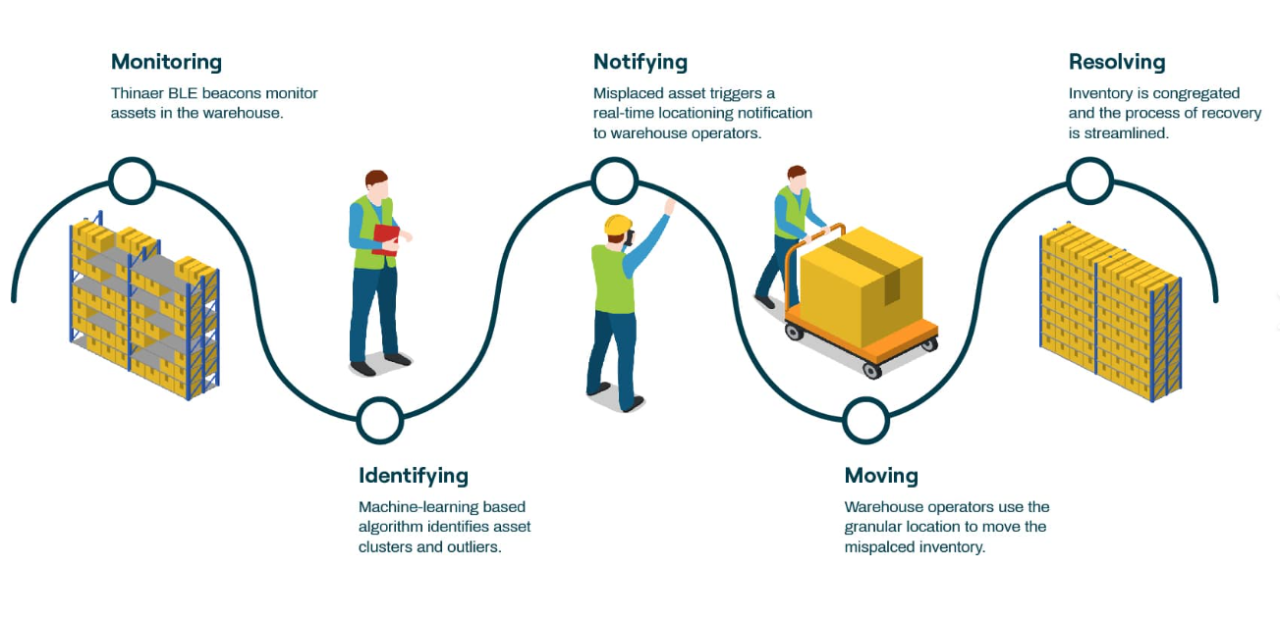 Monitoring
Thinaer BLE beacons monitor
assets in the warehouse.
Identifying
Machine-learning based
algorithm identifies asset
clusters and outliers.
Notifying
Misplaced asset triggers a
real-time locationing notification
to warehouse operators.
Moving
Warehouse operators use the
granular location to move the
mispalced inventory.
Resolving
Inventory is congregated
and the process of recovery
is streamlined.